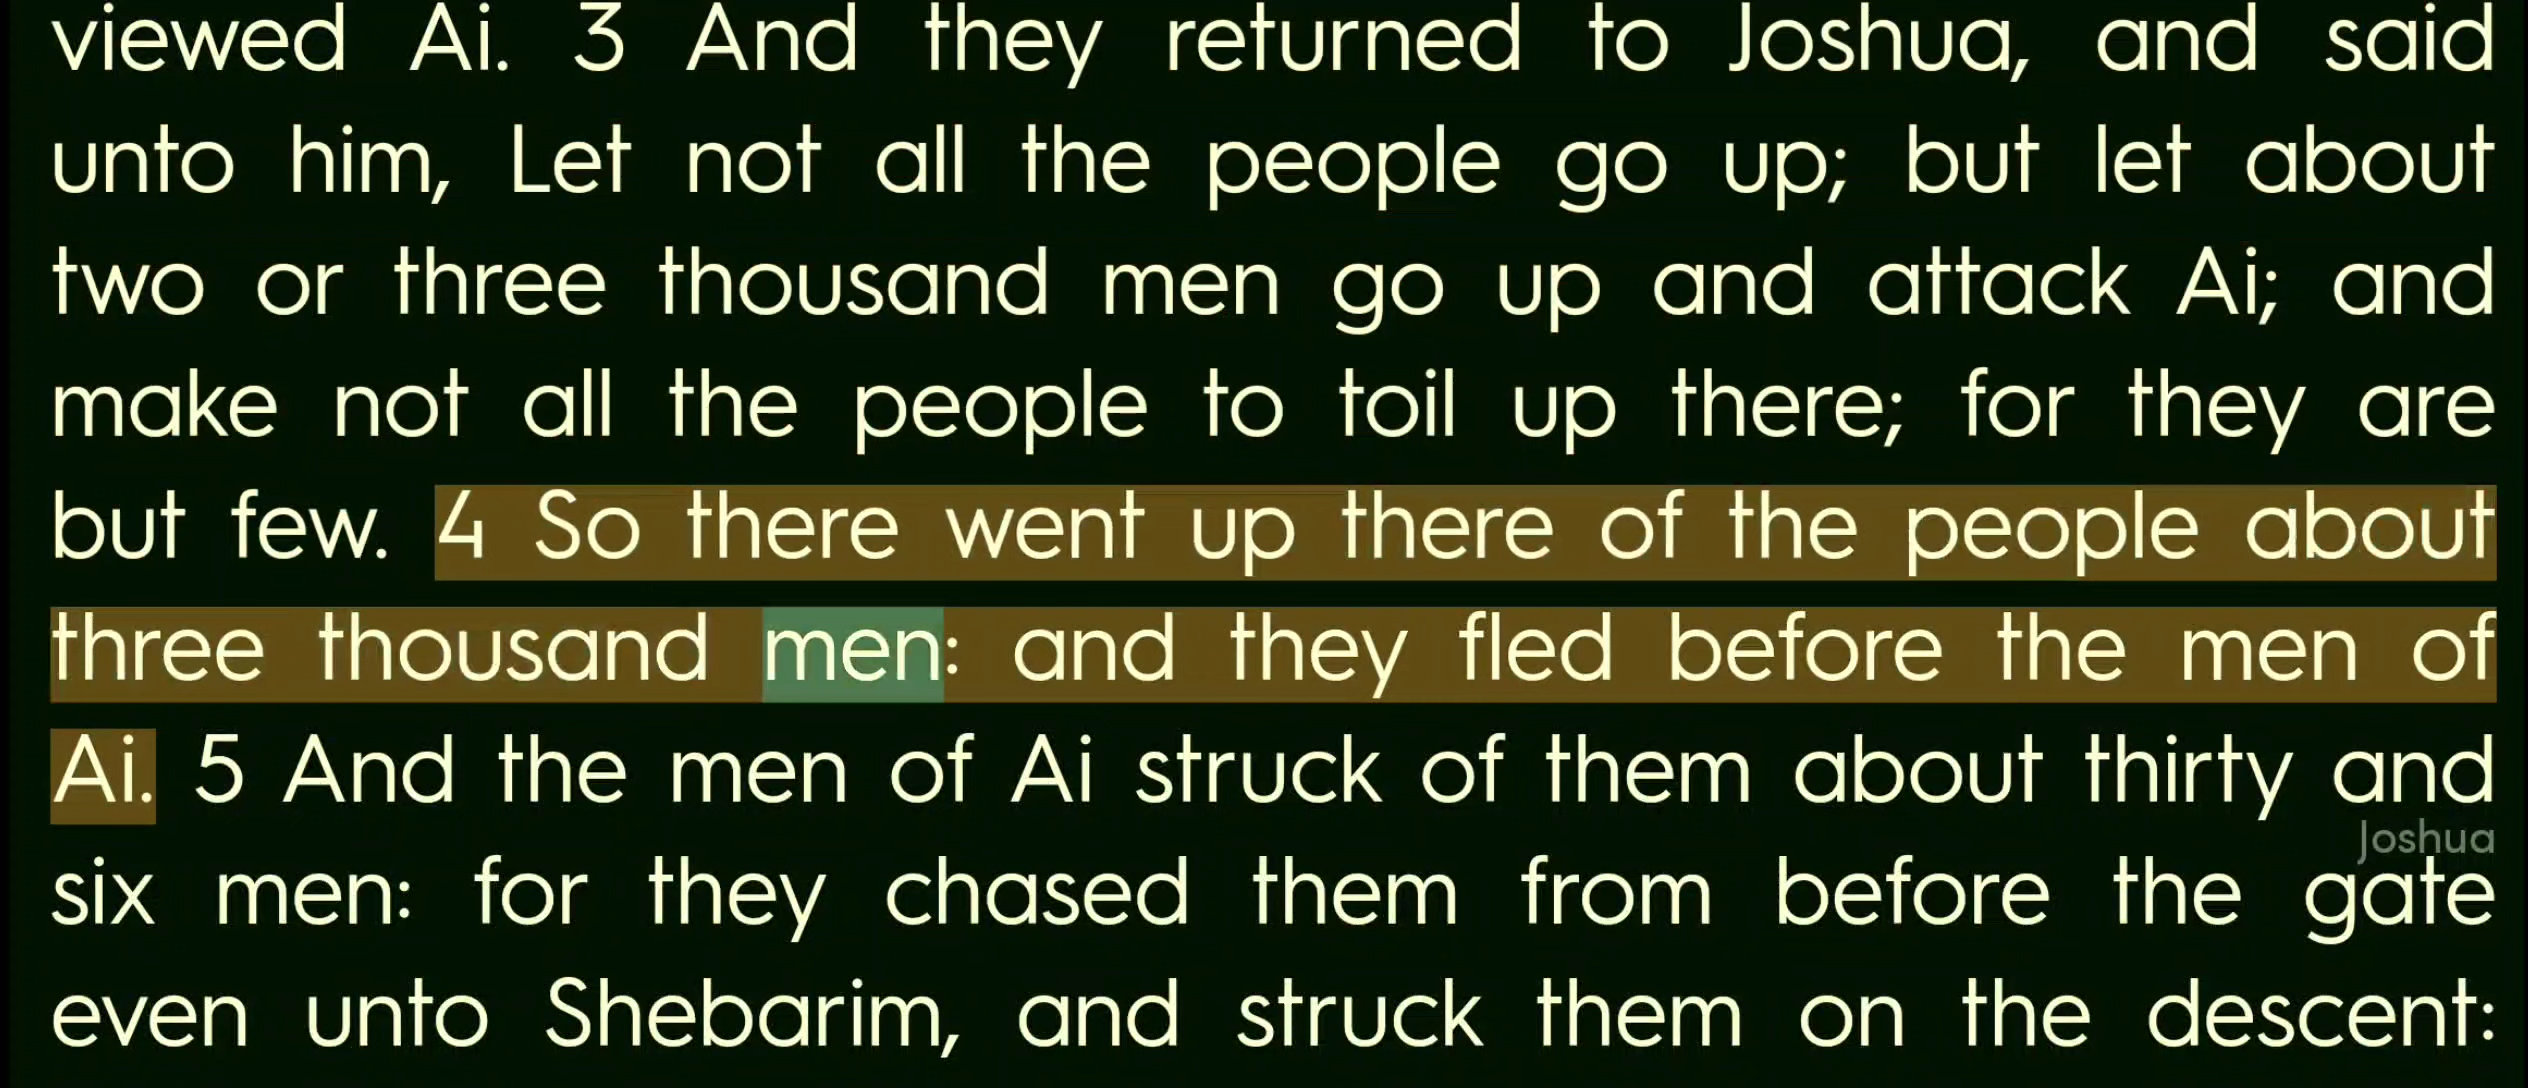 viewed Ai. 3 And they returned to Joshua, and said
unto him, Let not all the people go up; but let about
two or three thousand men go up and attack Ai; and
make not all the people to toil up there; for they are
but few. 4 So there went up there of the people about
three thousand men: and they fled before the men of
Ai. 5 And the men of Ai struck of them about thirty and
Joshua
six men: for they chased them from before the gate
even unto Shebarim, and struck them on the descent: